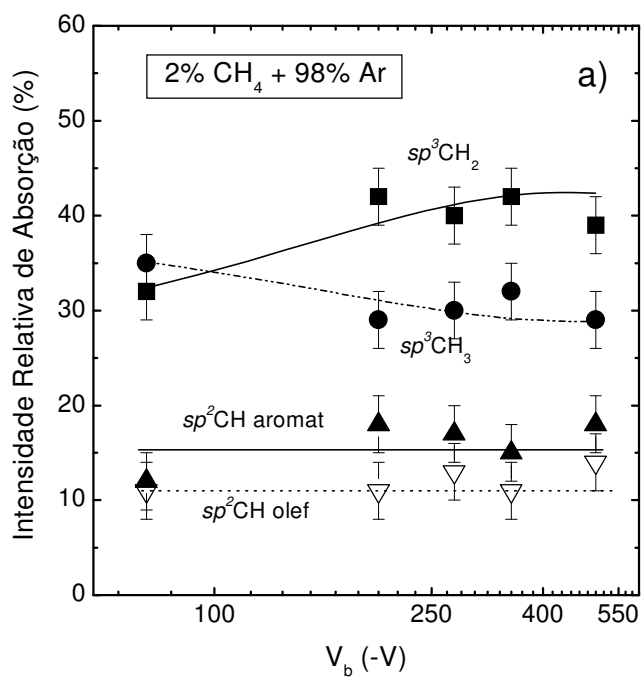 60
50
40
30
20
10
0
Intensidade Relativa de Absorção (%)
2% CH₄ + 98% Ar
a)
sp³CH₂
sp³CH₃
sp²CH aromat
sp²CH olef
100 250 400 550
V_b (-V)